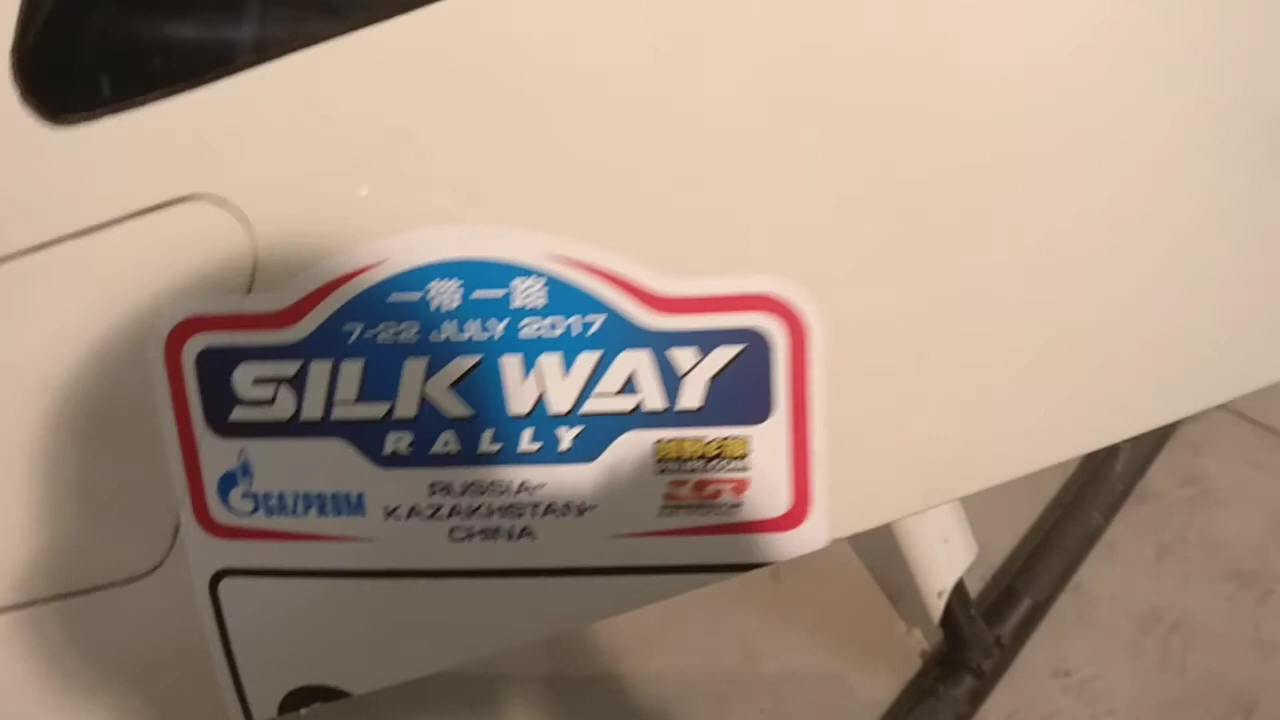 一带一路
7-22 JULY 2017
SILK WAY
RALLY
GAZPROM
RUSSIA-
KAZAKHSTAN-
CHINA